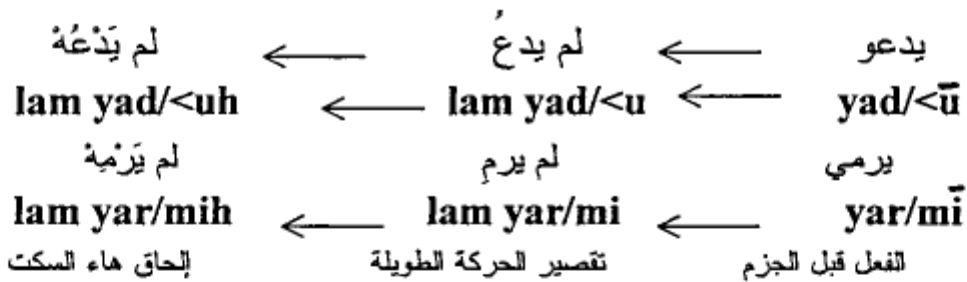 يدعو ← لم يدعُ ← لم يَدْعُهْ
yad/<ū ← lam yad/<u ← lam yad/<uh
يرمي لم يرمِ لم يَرْمِهْ
yar/mī ← lam yar/mi ← lam yar/mih
الفعل قبل الجزم تقصير الحركة الطويلة إلحاق هاء السكت